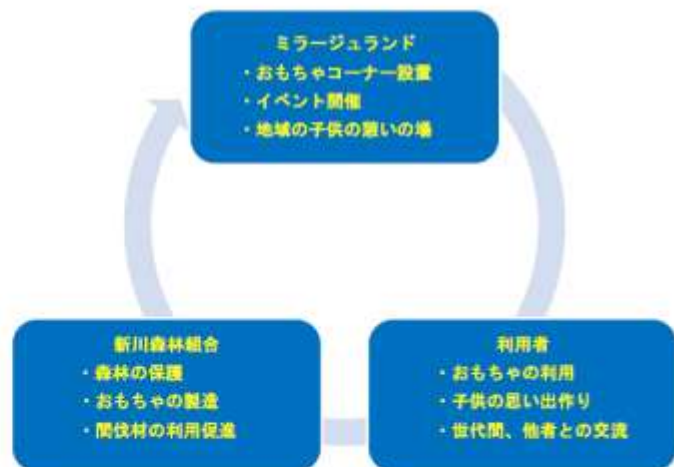 ミラージュランド
・おもちゃコーナー設置
・イベント開催
・地域の子供の憩いの場
新川森林組合
・森林の保護
・おもちゃの製造
・間伐材の利用促進
利用者
・おもちゃの利用
・子供の思い出作り
・世代間、他者との交流